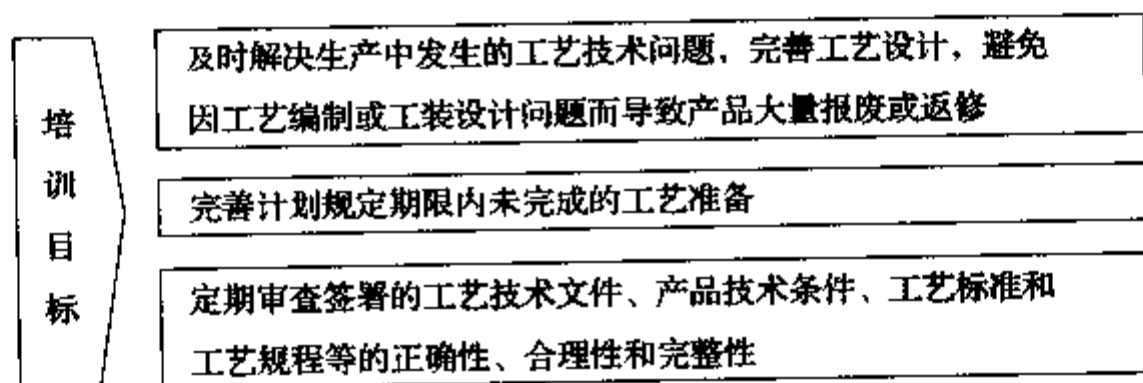 培训目标
及时解决生产中发生的工艺技术问题，完善工艺设计，避免
因工艺编制或工装设计问题而导致产品大量报废或返修
完善计划规定期限内未完成的工艺准备
定期审查签署的工艺技术文件、产品技术条件、工艺标准和
工艺规程等的正确性、合理性和完整性